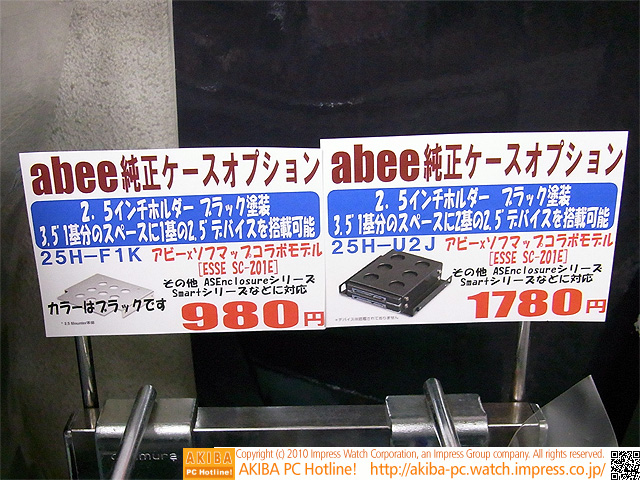 abee純正ケースオプション
2.5インチホルダー ブラック塗装
3.5"1基分のスペースに1基の2.5"デバイスを搭載可能
25H-F1K
アビー×ソフマップコラボモデル
[ESSE SC-201E]
その他 ASEnclosureシリーズ
Smartシリーズなどに対応
カラーはブラックです
980円
abee純正ケースオプション
2.5インチホルダー ブラック塗装
3.5"1基分のスペースに2基の2.5"デバイスを搭載可能
25H-U2J
アビー×ソフマップコラボモデル
[ESSE SC-201E]
その他 ASEnclosureシリーズ
Smartシリーズなどに対応
1780円
AKIBA
PC Hotline!
Copyright (c) 2010 Impress Watch Corporation, an Impress Group company. All rights reserved.
AKIBA PC Hotline! http://akiba-pc.watch.impress.co.jp/